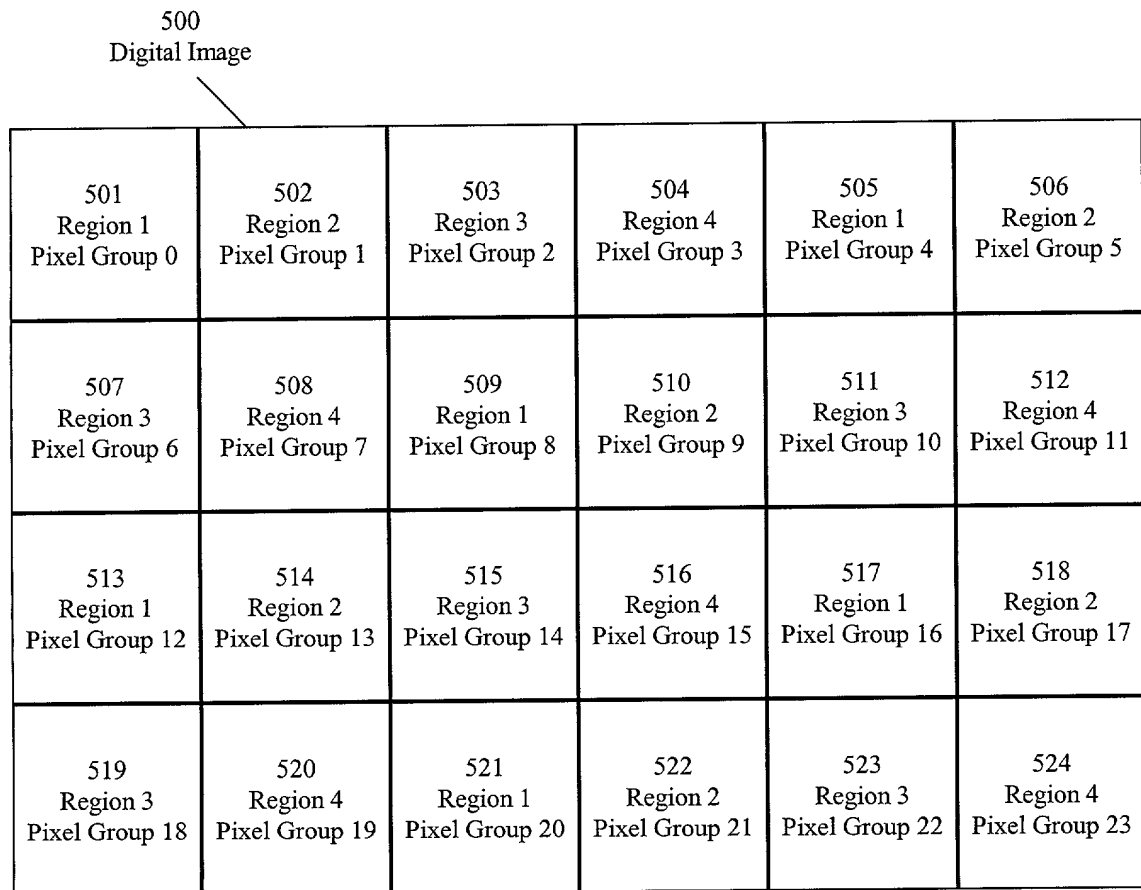 500
Digital Image
501
Region 1
Pixel Group 0
502
Region 2
Pixel Group 1
503
Region 3
Pixel Group 2
504
Region 4
Pixel Group 3
505
Region 1
Pixel Group 4
506
Region 2
Pixel Group 5
507
Region 3
Pixel Group 6
508
Region 4
Pixel Group 7
509
Region 1
Pixel Group 8
510
Region 2
Pixel Group 9
511
Region 3
Pixel Group 10
512
Region 4
Pixel Group 11
513
Region 1
Pixel Group 12
514
Region 2
Pixel Group 13
515
Region 3
Pixel Group 14
516
Region 4
Pixel Group 15
517
Region 1
Pixel Group 16
518
Region 2
Pixel Group 17
519
Region 3
Pixel Group 18
520
Region 4
Pixel Group 19
521
Region 1
Pixel Group 20
522
Region 2
Pixel Group 21
523
Region 3
Pixel Group 22
524
Region 4
Pixel Group 23